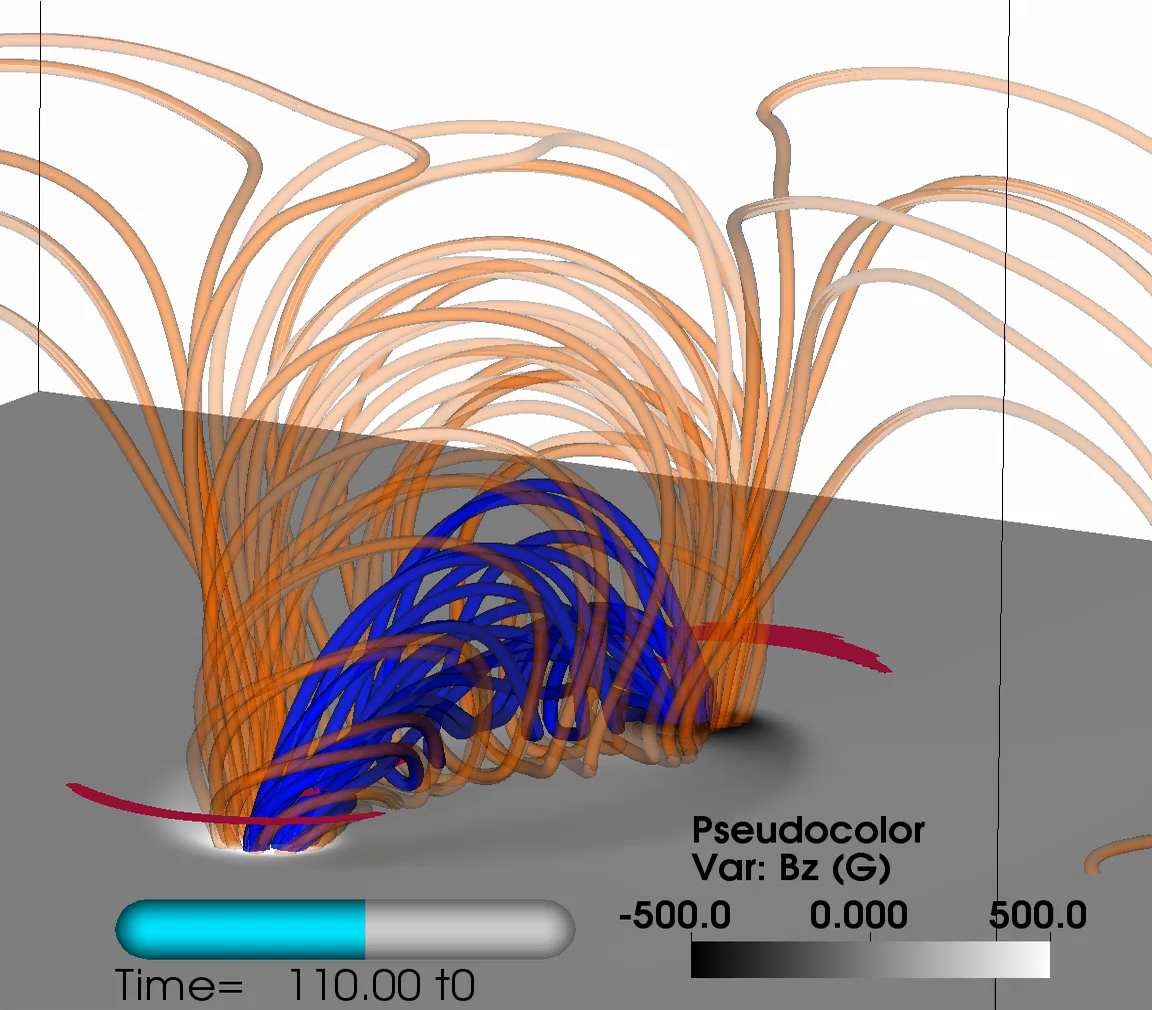 Pseudocolor
Var: Bz (G)
-500.0 0.000 500.0
Time= 110.00 t0